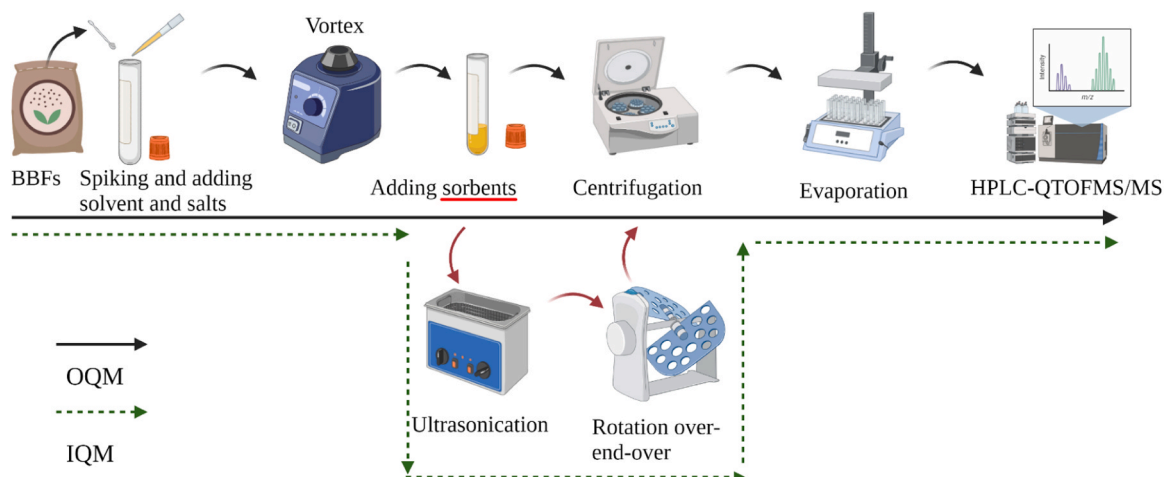 Vortex
Intensity
m/z
BBFs
Spiking and adding
solvent and salts
Adding sorbents
Centrifugation
Evaporation
HPLC-QTOFMS/MS
OQM
IQM
Ultrasonication
Rotation over-
end-over